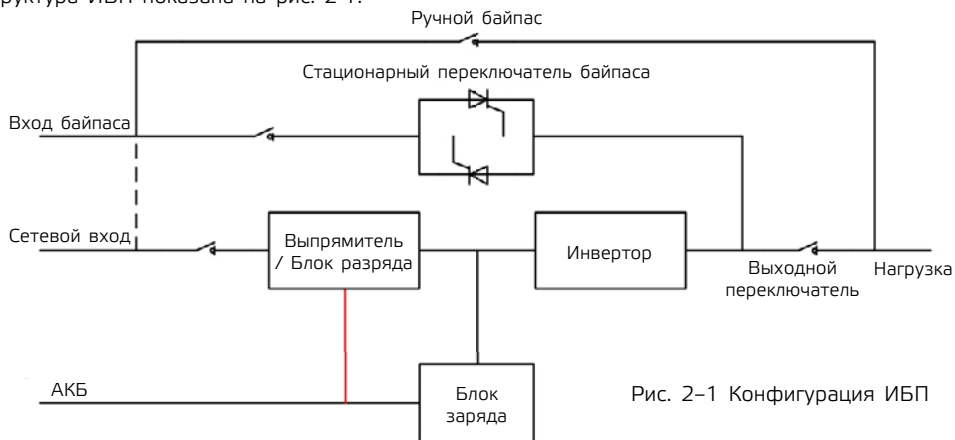 руктура ИБП показана на рис. 2-1.
Ручной байпас
Стационарный переключатель байпаса
Вход байпаса
Сетевой вход
Выпрямитель
/ Блок разряда
Инвертор
Выходной
переключатель
Нагрузка
АКБ
Блок
заряда
Рис. 2-1 Конфигурация ИБП